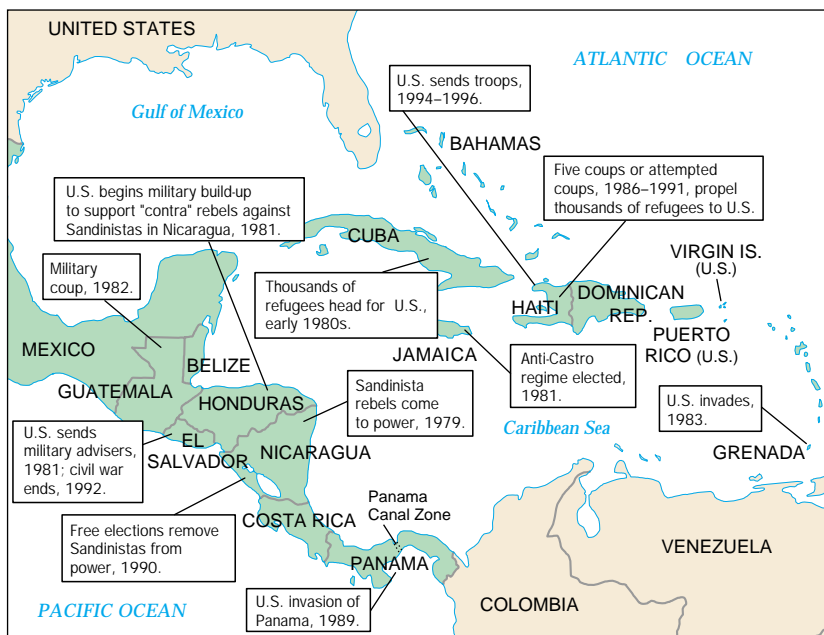 UNITED STATES
ATLANTIC OCEAN
Gulf of Mexico
U.S. sends troops,
1994–1996.
BAHAMAS
Five coups or attempted
coups, 1986–1991, propel
thousands of refugees to U.S.
U.S. begins military build-up
to support "contra" rebels against
Sandinistas in Nicaragua, 1981.
CUBA
VIRGIN IS.
(U.S.)
Military
coup, 1982.
Thousands of
refugees head for U.S.,
early 1980s.
HAITI
DOMINICAN
REP.
PUERTO
RICO (U.S.)
MEXICO
BELIZE
JAMAICA
Anti-Castro
regime elected,
1981.
GUATEMALA
HONDURAS
Sandinista
rebels come
to power, 1979.
U.S. invades,
1983.
Caribbean Sea
GRENADA
U.S. sends
military advisers,
1981; civil war
ends, 1992.
EL
SALVADOR
NICARAGUA
COSTA RICA
Panama
Canal Zone
Free elections remove
Sandinistas from
power, 1990.
PANAMA
VENEZUELA
U.S. invasion of
Panama, 1989.
COLOMBIA
PACIFIC OCEAN